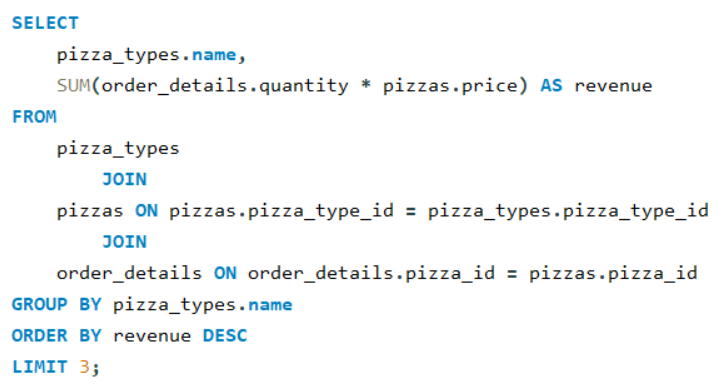 SELECT
pizza_types.name,
SUM(order_details.quantity * pizzas.price) AS revenue
FROM
pizza_types
JOIN
pizzas ON pizzas.pizza_type_id = pizza_types.pizza_type_id
JOIN
order_details ON order_details.pizza_id = pizzas.pizza_id
GROUP BY pizza_types.name
ORDER BY revenue DESC
LIMIT 3;